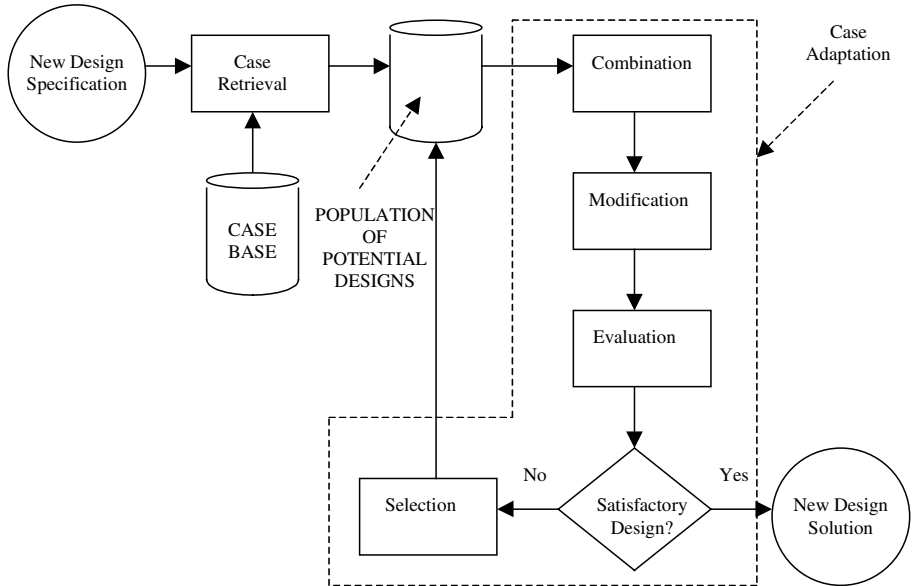 New Design
Specification
Case
Retrieval
Combination
Case
Adaptation
CASE
BASE
POPULATION
OF
POTENTIAL
DESIGNS
Modification
Evaluation
Selection
No
Satisfactory
Design?
Yes
New Design
Solution